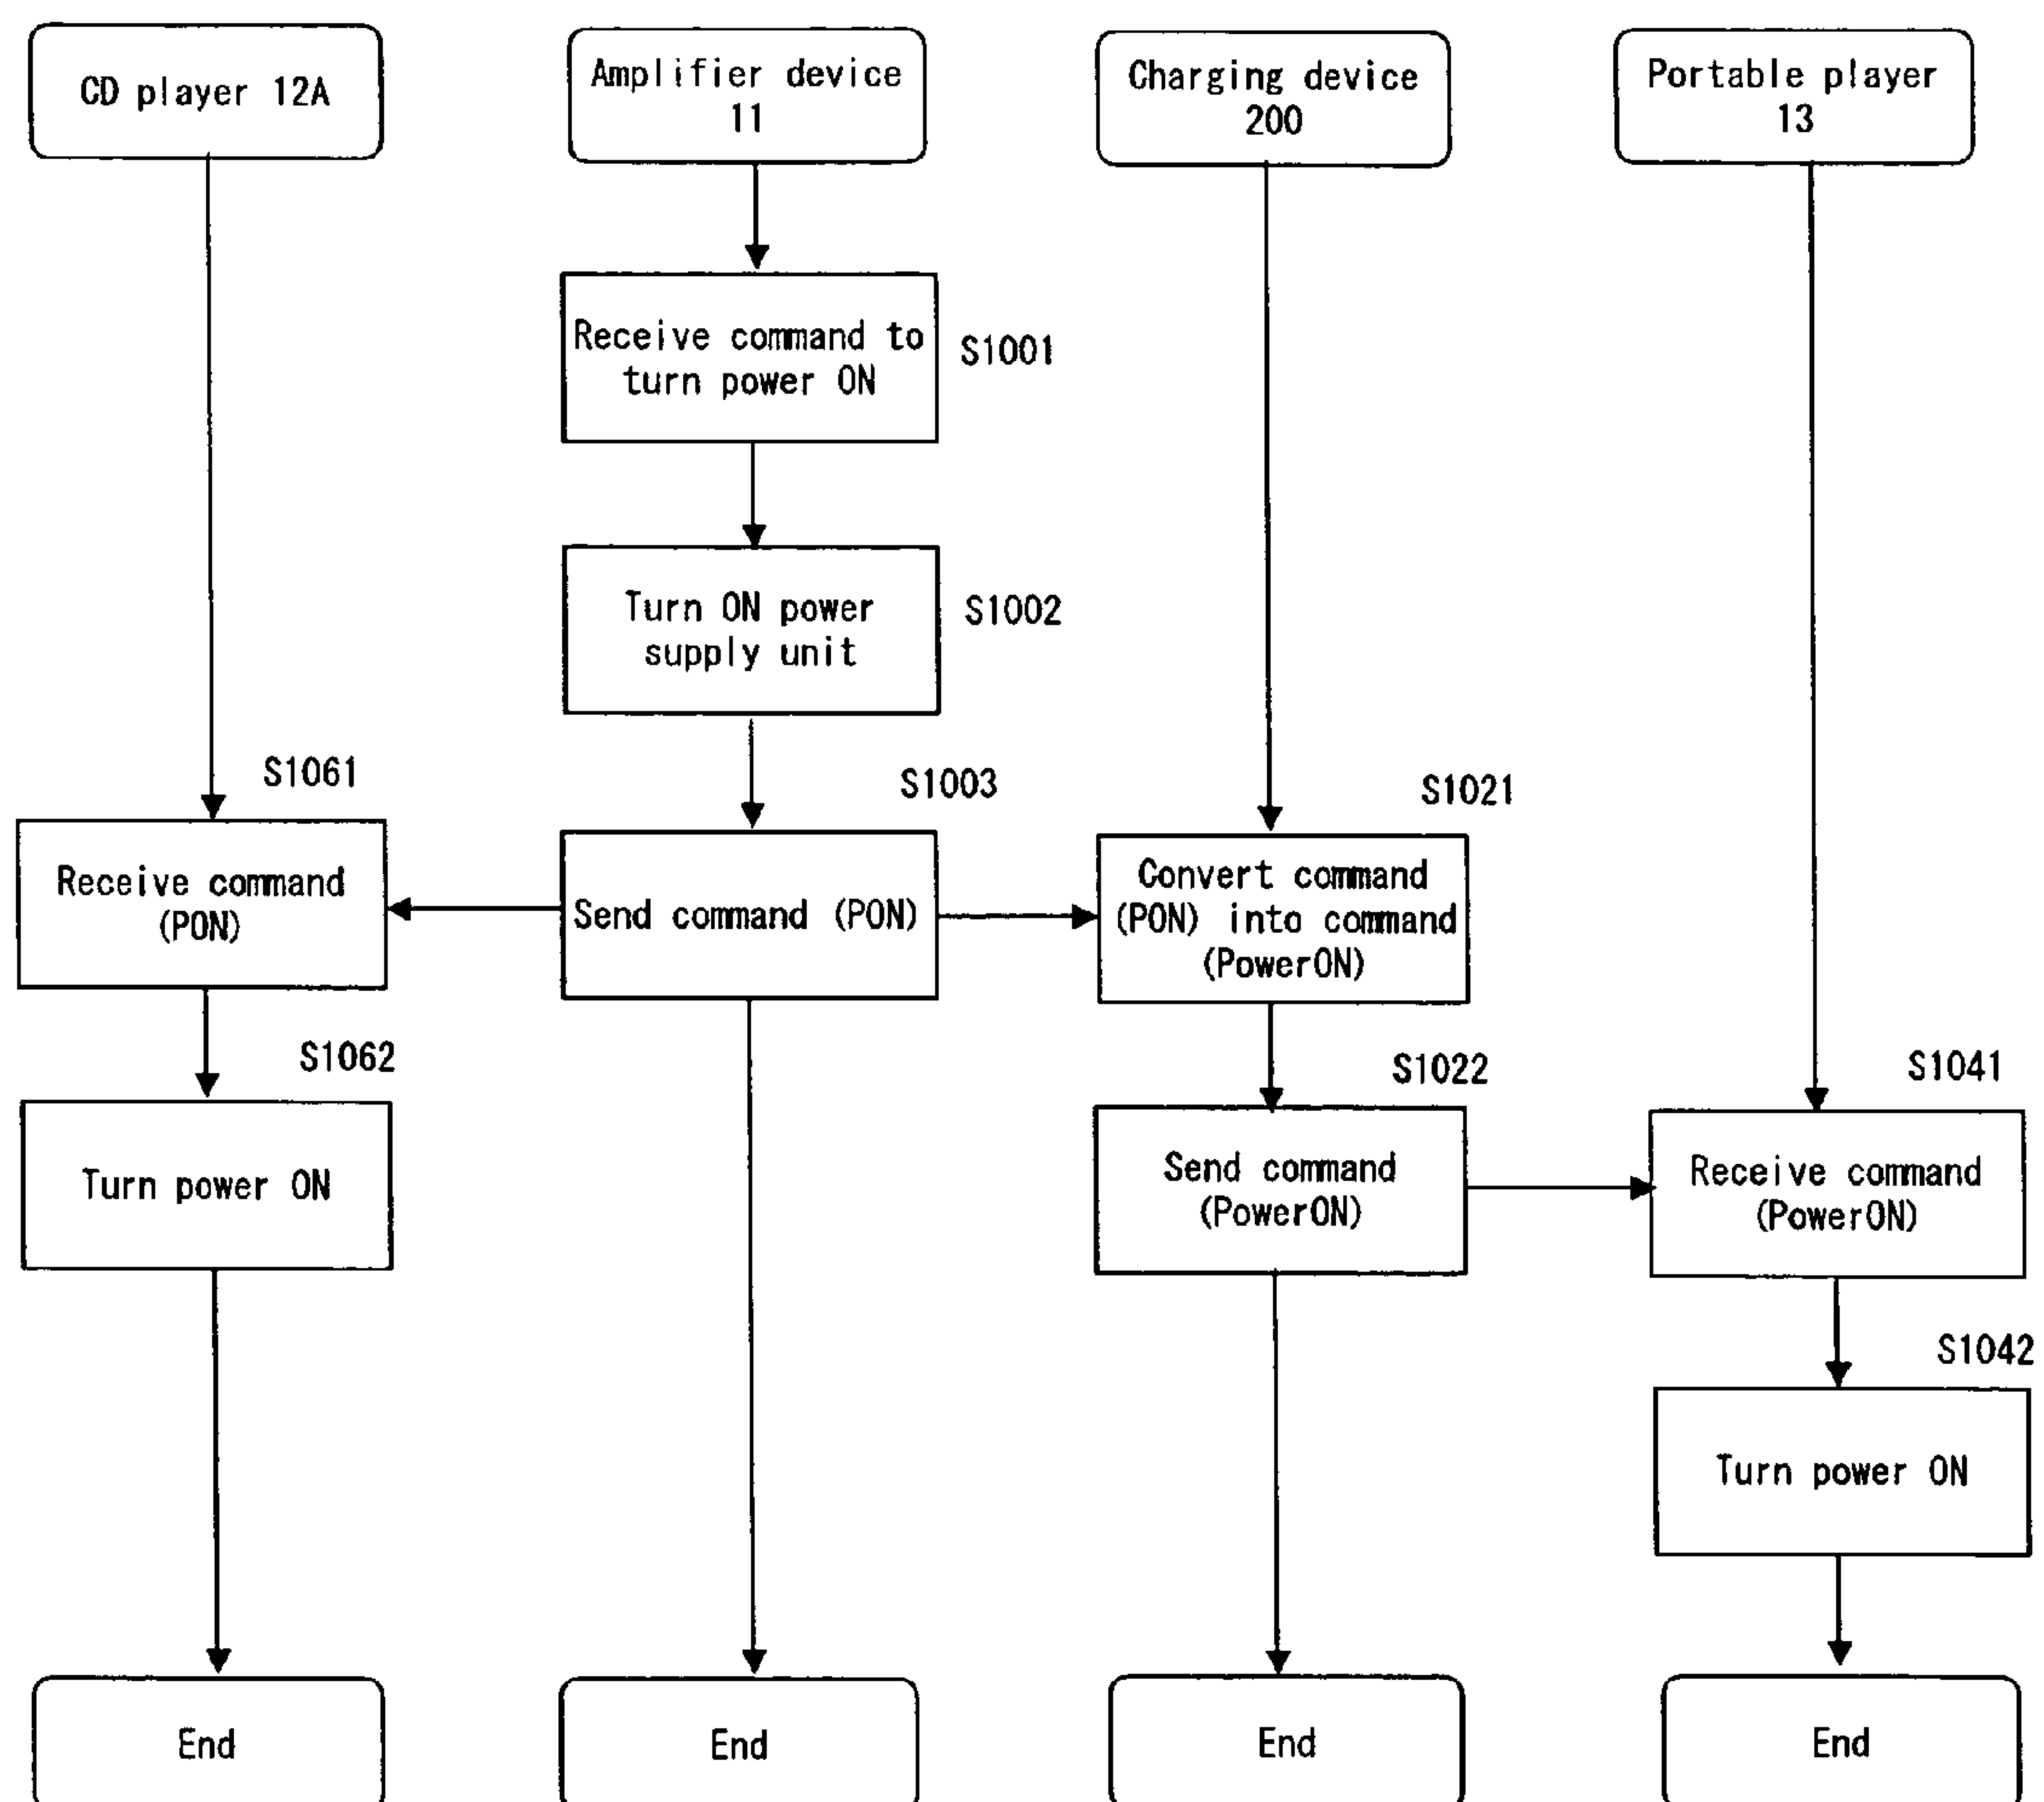 CD player 12A
Amplifier device
11
Charging device
200
Portable player
13
Receive command to
turn power ON
S1001
Turn ON power
supply unit
S1002
S1061
S1003
S1021
Receive command
(PON)
Send command (PON)
Convert command
(PON) into command
(PowerON)
S1062
S1022
S1041
Turn power ON
Send command
(PowerON)
Receive command
(PowerON)
S1042
Turn power ON
End
End
End
End